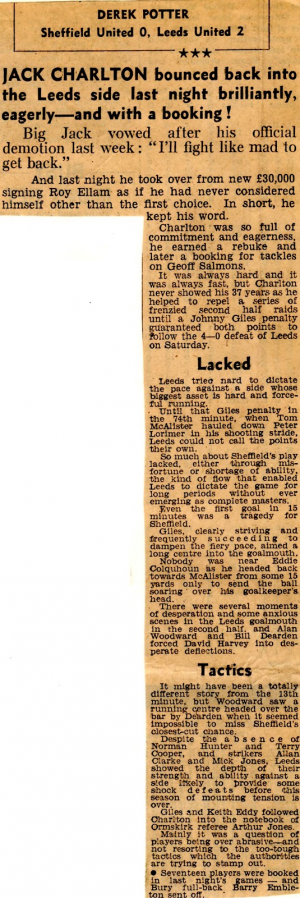 DEREK POTTER
Sheffield United 0, Leeds United 2
★★★
JACK CHARLTON bounced back into
the Leeds side last night brilliantly,
eagerly—and with a booking!
Big Jack vowed after his official
demotion last week: “I’ll fight like mad to
get back.”
And last night he took over from new £30,000
signing Roy Ellam as if he had never considered
himself other than the first choice. In short, he
kept his word.
Charlton was so full of
commitment and eagerness,
he earned a rebuke and
later a booking for tackles
on Geoff Salmons.
It was always hard and it
was always fast, but Charlton
never showed his 37 years as he
helped to repel a series of
frenzied second half raids
until a Johnny Giles penalty
guaranteed both points to
follow the 4—0 defeat of Leeds
on Saturday.
Lacked
Leeds tried hard to dictate
the pace against a side whose
biggest asset is hard and force-
ful running.
Until that Giles penalty in
the 74th minute, when Tom
McAlister hauled down Peter
Lorimer in his shooting stride,
Leeds could not call the points
their own.
So much about Sheffield’s play
lacked, either through mis-
fortune or shortage of ability,
the kind of flow that enabled
Leeds to dictate the game for
long periods without ever
emerging as complete masters.
Even the first goal in 15
minutes was a tragedy for
Sheffield.
Giles, clearly striving and
frequently succeeding to
dampen the fiery pace, aimed a
long centre into the goalmouth.
Nobody was near Eddie
Colquhoun as he headed back
towards McAlister from some 15
yards only to send the ball
soaring over his goalkeeper’s
head.
There were several moments
of desperation and some anxious
scenes in the Leeds goalmouth
in the second half, and Alan
Woodward and Bill Dearden
forced David Harvey into des-
perate deflections.
Tactics
It might have been a totally
different story from the 13th
minute, but Woodward saw a
running centre headed over the
bar by Dearden when it seemed
impossible to miss Sheffield’s
closest-cut chance.
Despite the absence of
Norman Hunter and Terry
Cooper, and strikers Allan
Clarke and Mick Jones, Leeds
showed the depth of their
strength and ability against a
side likely to provide some
shock defeats before this
season of mounting tension is
over.
Giles and Keith Eddy followed
Charlton into the notebook of
Ormskirk referee Arthur Jones.
Mainly it was a question of
players being over abrasive—and
not resorting to the too-tough
tactics which the authorities
are trying to stamp out.
● Seventeen players were booked
in last night’s games — and
Bury full-back Barry Emble-
ton sent off.